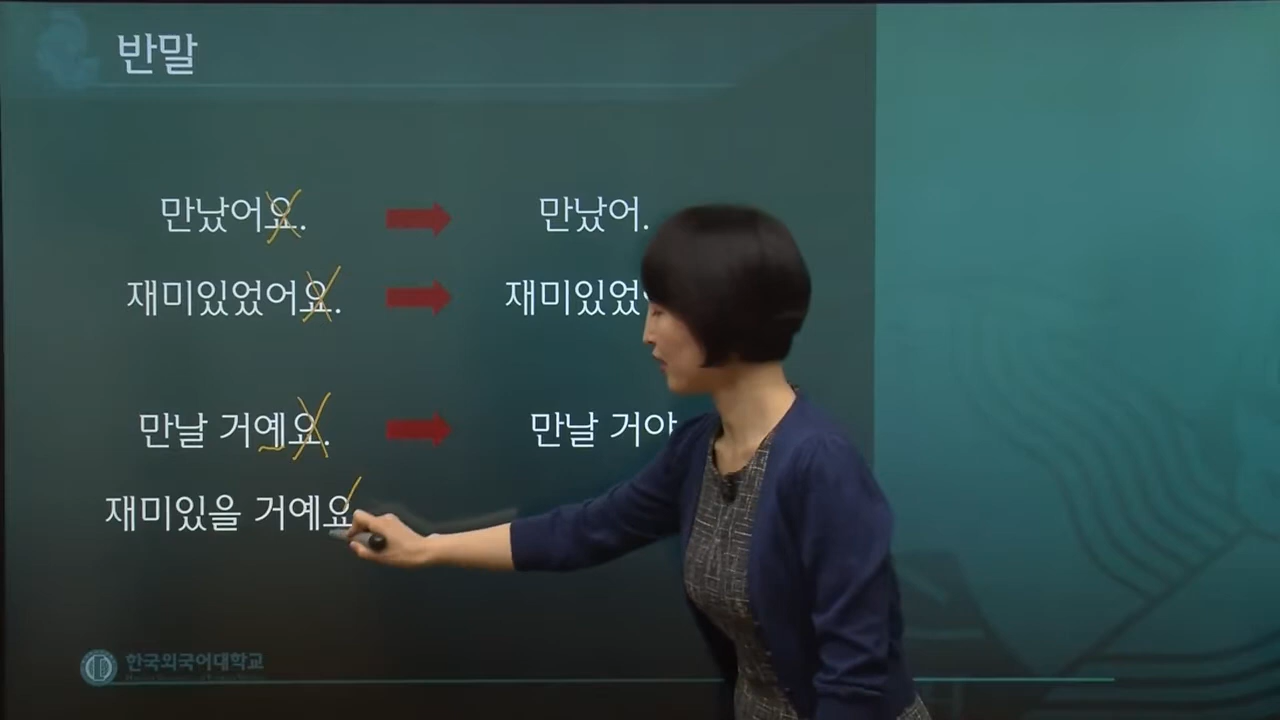 반말
만났어요. 만났어.
재미있었어요. 재미있었
만날 거예요. 만날 거야
재미있을 거예요
한국외국어대학교